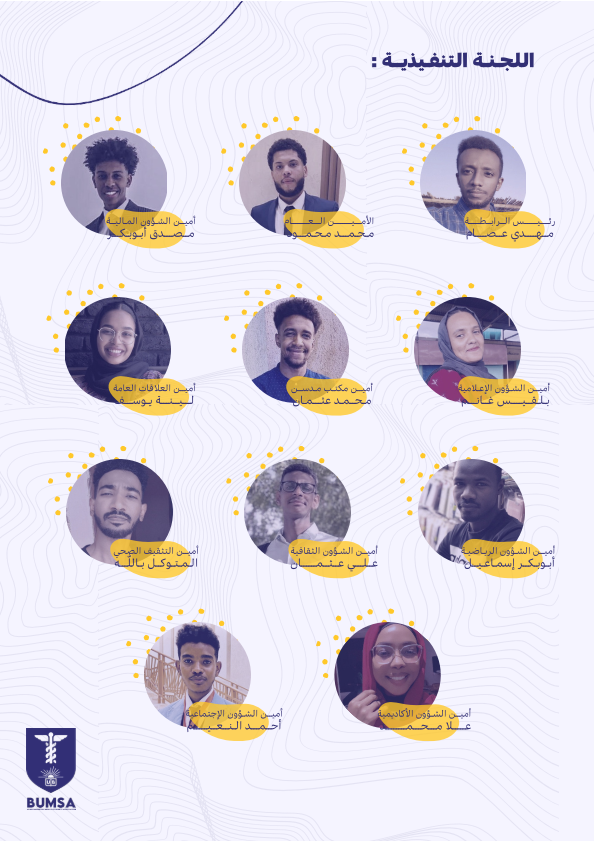 اللجنة التنفيذية :
رئيس الرابطة
مهدي عصام
الأمين العام
محمد محمود
أمين الشؤون المالية
مصدق أبوبكر
أمين الشؤون الإعلامية
بلقيس غانم
أمين مكتب مدسن
محمد عثمان
أمين العلاقات العامة
لينة يوسف
أمين الشؤون الرياضية
أبوبكر إسماعيل
أمين الشؤون الثقافية
علي عثمان
أمين التثقيف الصحي
المتوكل بالله
أمين الشؤون الأكاديمية
علا محمد
أمين الشؤون الإجتماعية
أحمد النعيم
BUMSA